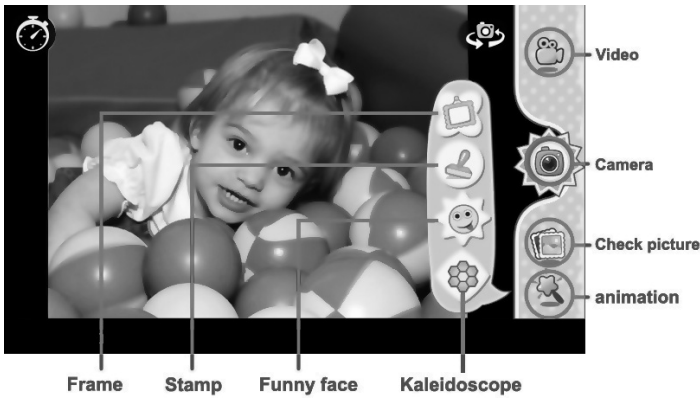 Video
Camera
Check picture
animation
Frame Stamp Funny face Kaleidoscope